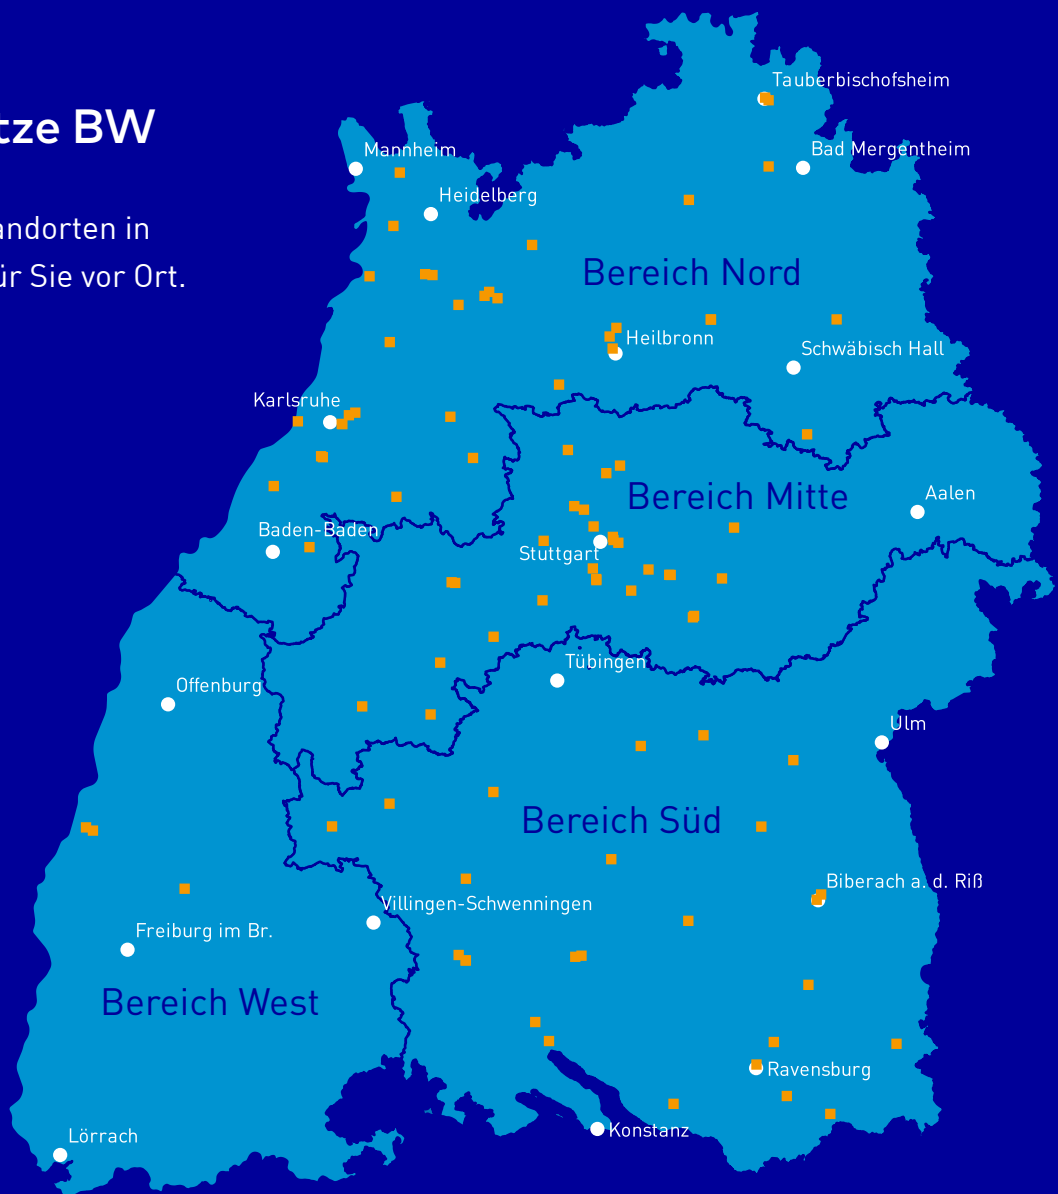 tze BW
andorten in
ür Sie vor Ort.
Tauberbischofsheim
Bad Mergentheim
Mannheim
Heidelberg
Bereich Nord
Heilbronn
Schwäbisch Hall
Karlsruhe
Bereich Mitte
Aalen
Baden-Baden
Stuttgart
Tübingen
Offenburg
Ulm
Bereich Süd
Biberach a. d. Riß
Villingen-Schwenningen
Freiburg im Br.
Bereich West
Ravensburg
Lörrach
Konstanz